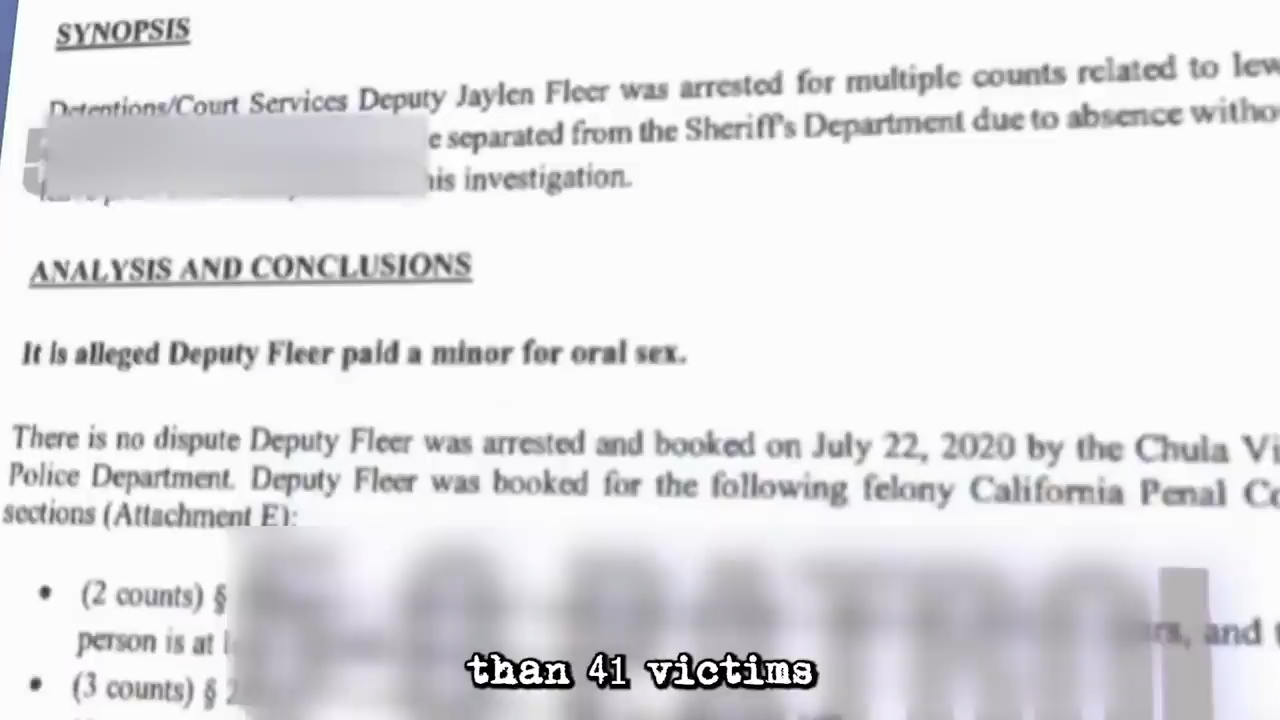 SYNOPSIS
Detentions/Court Services Deputy Jaylen Fleer was arrested for multiple counts related to lew
e separated from the Sheriff's Department due to absence witho
his investigation.
ANALYSIS AND CONCLUSIONS
It is alleged Deputy Fleer paid a minor for oral sex.
There is no dispute Deputy Fleer was arrested and booked on July 22, 2020 by the Chula Vi
Police Department. Deputy Fleer was booked for the following felony California Penal Co
sections (Attachment E):
• (2 counts) §
rs, and
person is at l
• (3 counts) § 2
than 41 victims